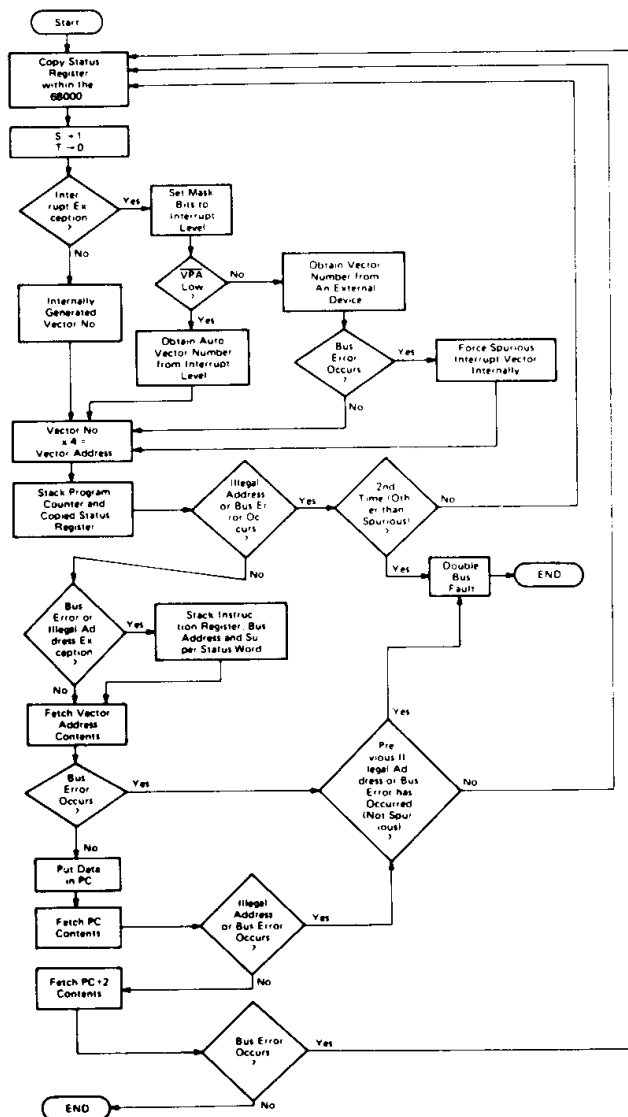 Start
Copy Status
Register
within the
68000
S → 1
T → 0
Inter
rupt Ex
ception
?
Yes
No
Set Mask
Bits to
Interrupt
Level
VPA
Low
?
No
Yes
Obtain Vector
Number from
An External
Device
Internally
Generated
Vector No
Obtain Auto
Vector Number
from Interrupt
Level
Bus
Error
Occurs
?
Yes
No
Force Spurious
Interrupt Vector
Internally
Vector No
x 4 =
Vector Address
Stack Program
Counter and
Copied Status
Register
Illegal
Address
or Bus Er
ror Oc
curs
?
Yes
No
2nd
Time (Oth
er than
Spurious)
?
No
Yes
Double
Bus
Fault
END
Bus
Error or
Illegal Ad
dress Ex
ception
?
Yes
No
Stack Instruc
tion Register, Bus
Address and Su
per Status Word
Fetch Vector
Address
Contents
Bus
Error
Occurs
?
Yes
No
Pre
vious Il
legal Ad
dress or Bus
Error has
Occurred
(Not Spur
ious)
?
Yes
No
Put Data
in PC
Fetch PC
Contents
Illegal
Address
or Bus Error
Occurs
?
Yes
No
Fetch PC+2
Contents
Bus Error
Occurs
?
Yes
No
END